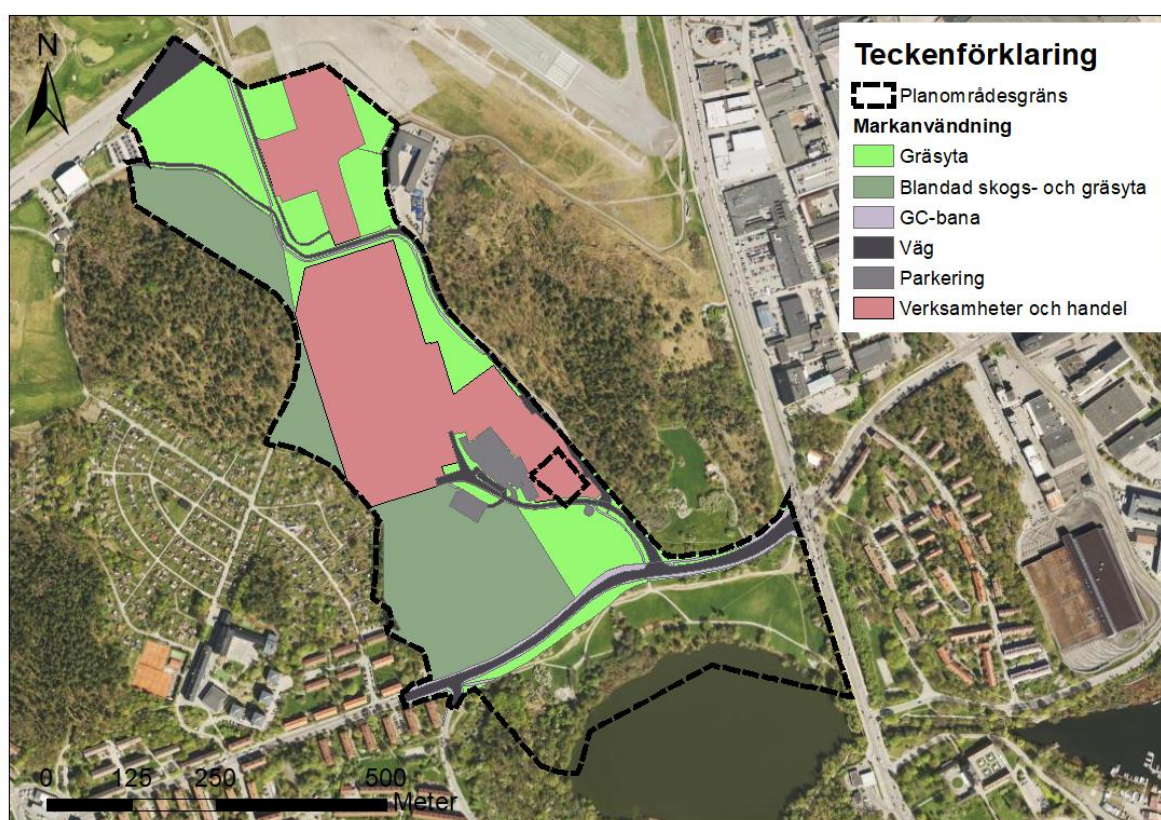 N
Teckenförklaring
Planområdesgräns
Markanvändning
Gräsyta
Blandad skogs- och gräsyta
GC-bana
Väg
Parkering
Verksamheter och handel
0 125 250 500
Meter